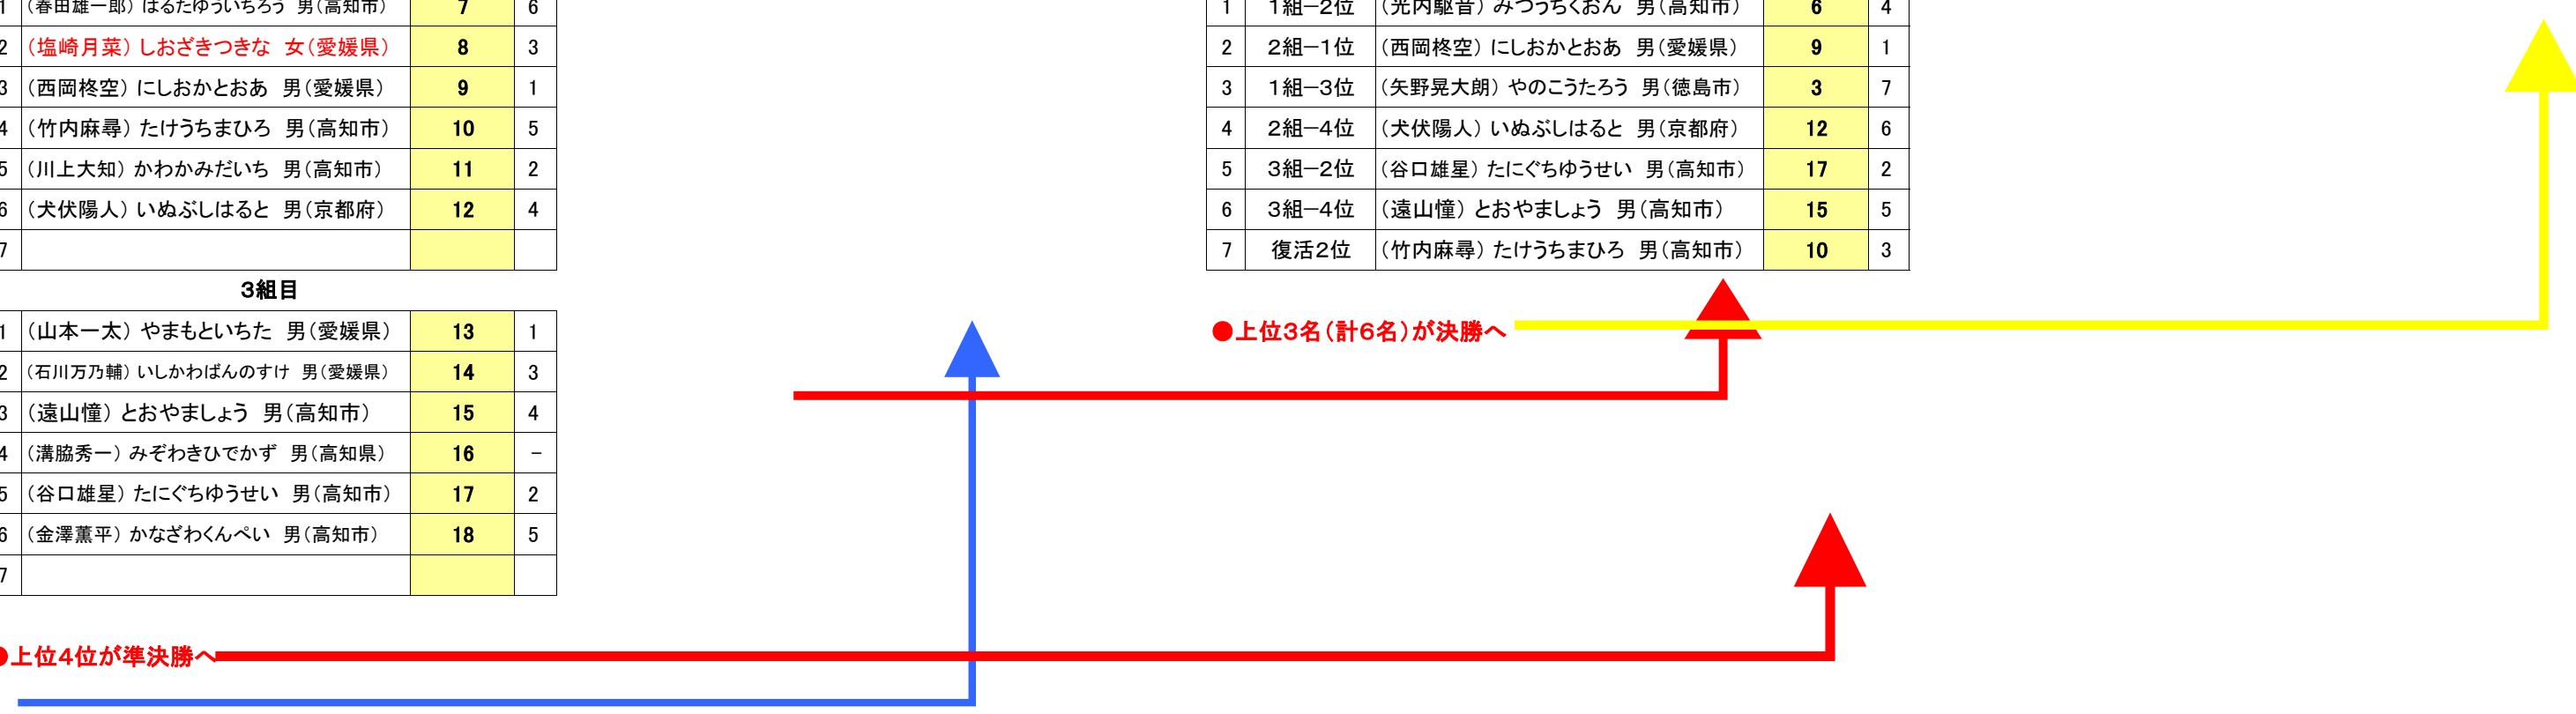 1 （春田雄一郎）はるたゆういちろう 男（高知市） 7 6
2 （塩崎月菜）しおざきつきな 女（愛媛県） 8 3
3 （西岡柊空）にしおかとおあ 男（愛媛県） 9 1
4 （竹内麻尋）たけうちまひろ 男（高知市） 10 5
5 （川上大知）かわかみだいち 男（高知市） 11 2
6 （犬伏陽人）いぬぶしはると 男（京都府） 12 4
7
3組目
1 （山本一太）やまもといちた 男（愛媛県） 13 1
2 （石川万乃輔）いしかわばんのすけ 男（愛媛県） 14 3
3 （遠山憧）とおやましょう 男（高知市） 15 4
4 （溝脇秀一）みぞわきひでかず 男（高知県） 16 －
5 （谷口雄星）たにぐちゆうせい 男（高知市） 17 2
6 （金澤薫平）かなざわくんぺい 男（高知市） 18 5
7
●上位4位が準決勝へ
1 1組－2位 （光内駆音）みつうちくおん 男（高知市） 6 4
2 2組－1位 （西岡柊空）にしおかとおあ 男（愛媛県） 9 1
3 1組－3位 （矢野晃大朗）やのこうたろう 男（徳島市） 3 7
4 2組－4位 （犬伏陽人）いぬぶしはると 男（京都府） 12 6
5 3組－2位 （谷口雄星）たにぐちゆうせい 男（高知市） 17 2
6 3組－4位 （遠山憧）とおやましょう 男（高知市） 15 5
7 復活2位 （竹内麻尋）たけうちまひろ 男（高知市） 10 3
●上位3名（計6名）が決勝へ